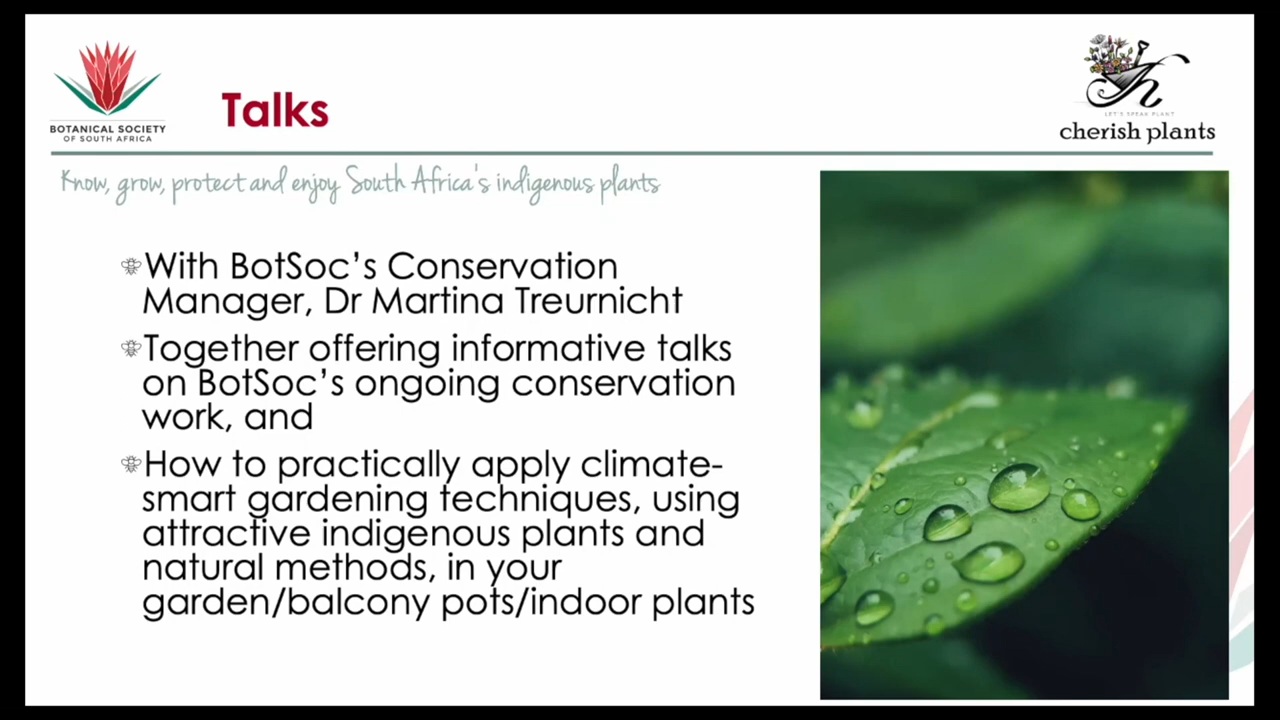 BOTANICAL SOCIETY
OF SOUTH AFRICA
Talks
LET'S SPEAK PLANT
cherish plants
Know, grow, protect and enjoy South Africa's indigenous plants
With BotSoc’s Conservation
Manager, Dr Martina Treurnicht
Together offering informative talks
on BotSoc’s ongoing conservation
work, and
How to practically apply climate-
smart gardening techniques, using
attractive indigenous plants and
natural methods, in your
garden/balcony pots/indoor plants